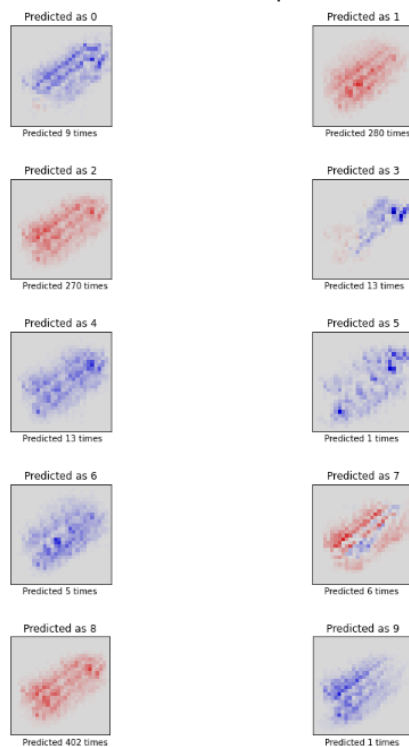 Predicted as 0
Predicted 9 times
Predicted as 1
Predicted 280 times
Predicted as 2
Predicted 270 times
Predicted as 3
Predicted 13 times
Predicted as 4
Predicted 13 times
Predicted as 5
Predicted 1 times
Predicted as 6
Predicted 5 times
Predicted as 7
Predicted 6 times
Predicted as 8
Predicted 402 times
Predicted as 9
Predicted 1 times